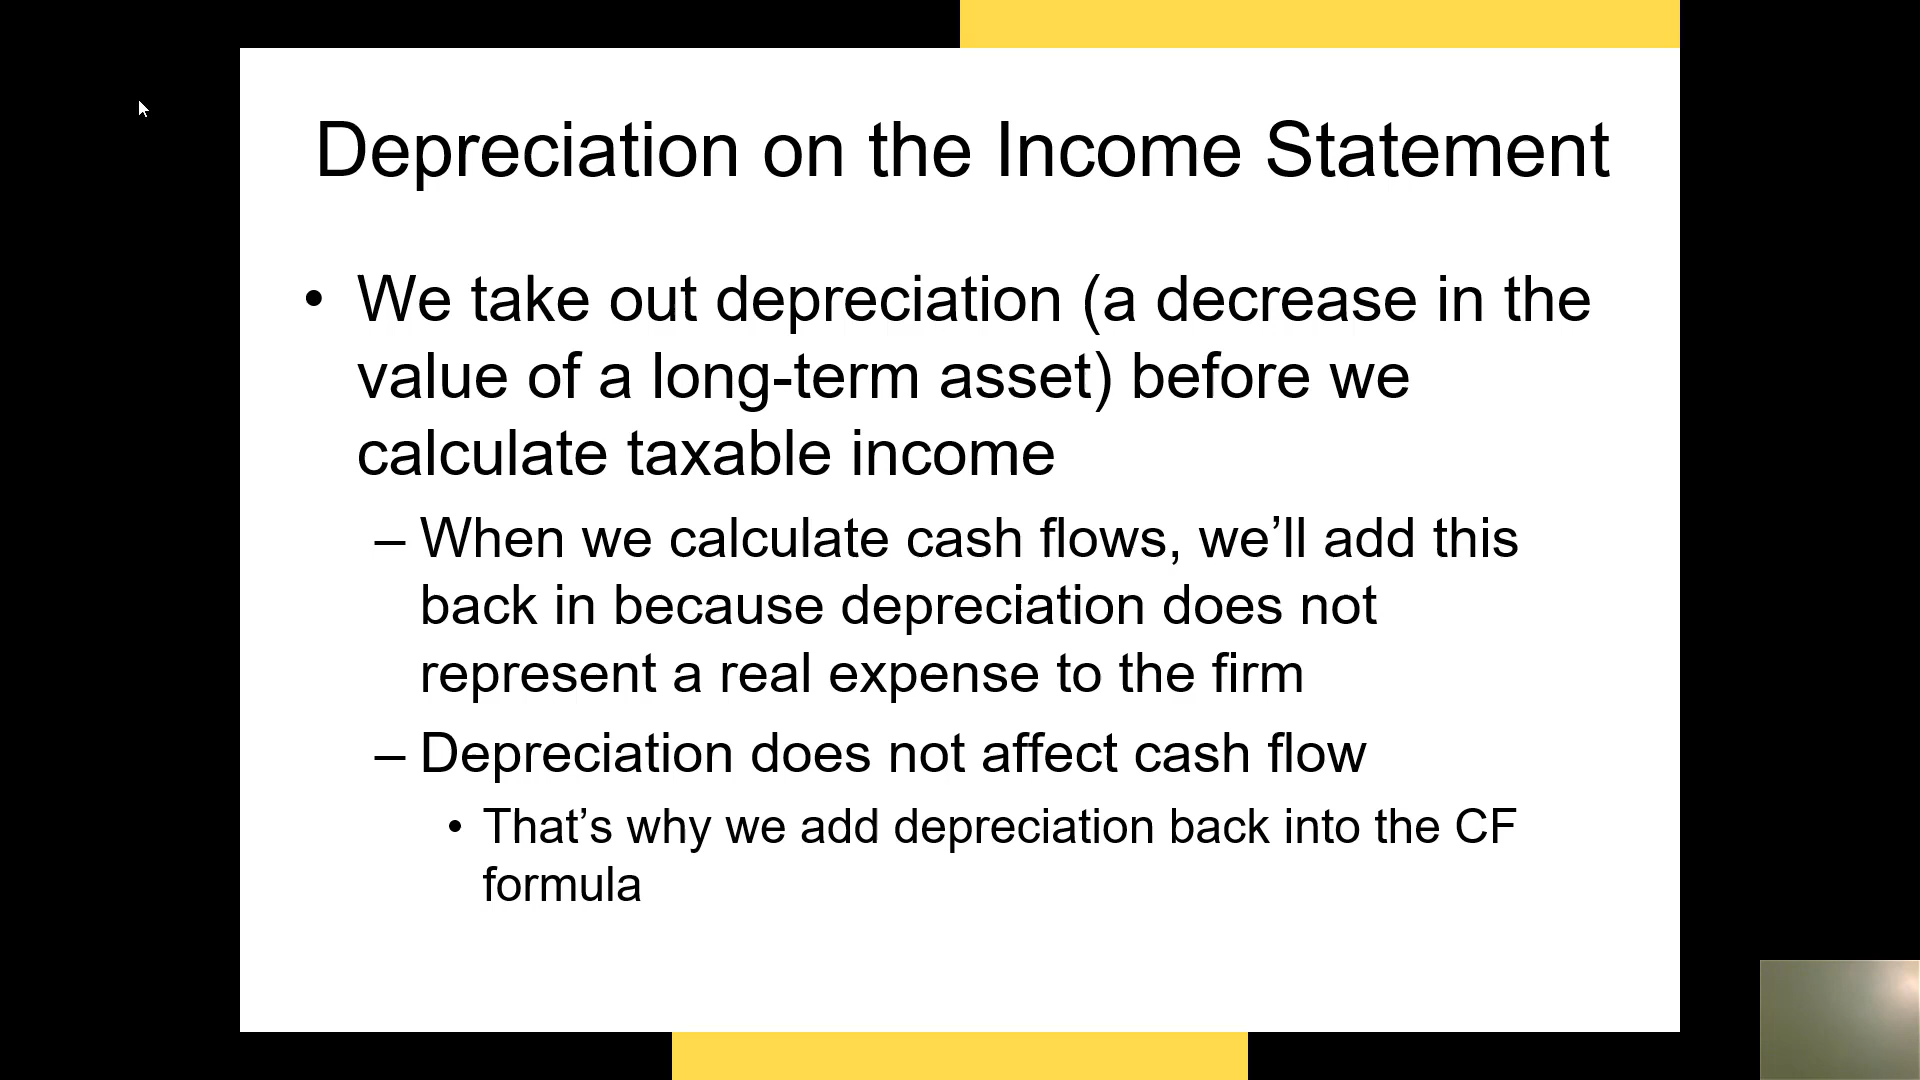 Depreciation on the Income Statement
• We take out depreciation (a decrease in the
value of a long-term asset) before we
calculate taxable income
– When we calculate cash flows, we’ll add this
back in because depreciation does not
represent a real expense to the firm
– Depreciation does not affect cash flow
• That’s why we add depreciation back into the CF
formula